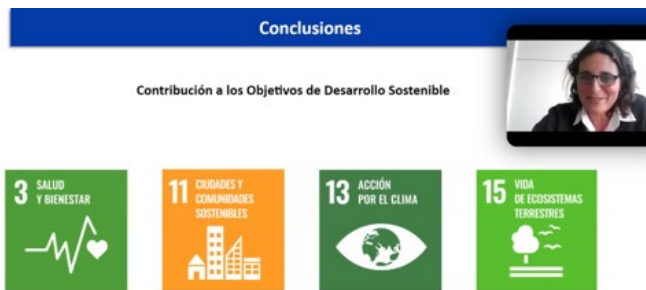 Conclusiones
Contribución a los Objetivos de Desarrollo Sostenible
3 SALUD
Y BIENESTAR
11 CIUDADES Y
COMUNIDADES
SOSTENIBLES
13 ACCIÓN
POR EL CLIMA
15 VIDA
DE ECOSISTEMAS
TERRESTRES